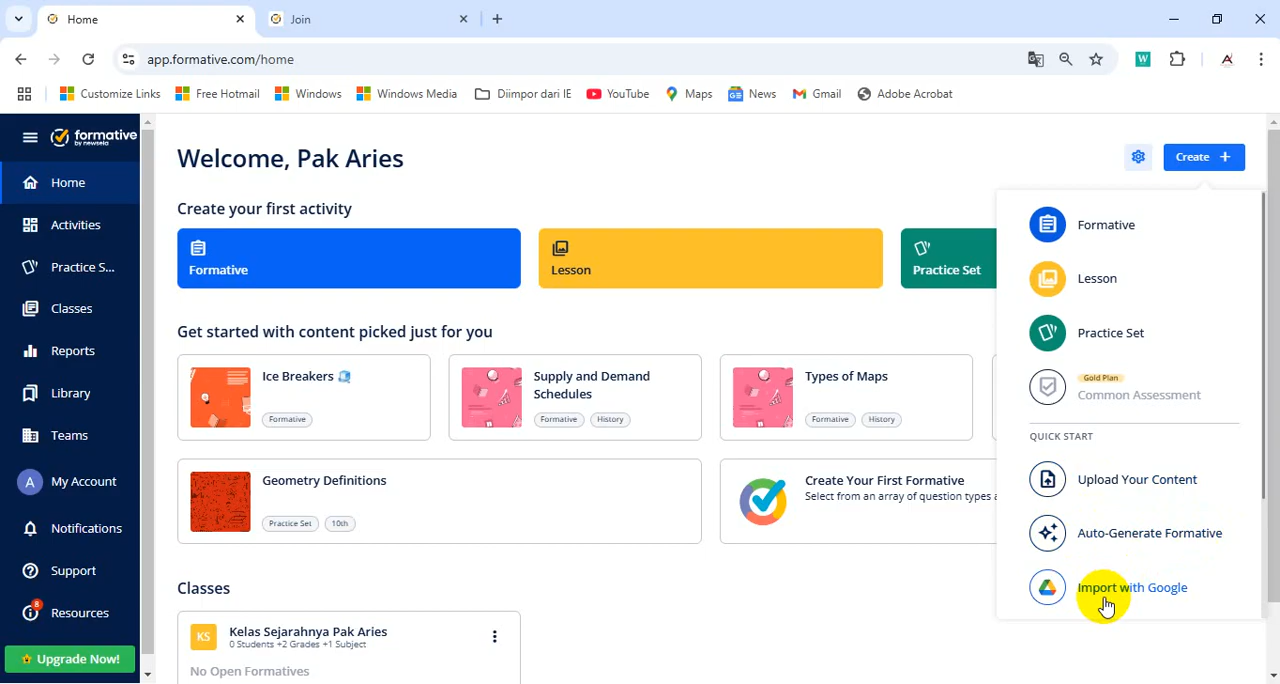 Home
Join
app.formative.com/home
Customize Links
Free Hotmail
Windows
Windows Media
Diimpor dari IE
YouTube
Maps
News
Gmail
Adobe Acrobat
formative
by newsela
Home
Activities
Practice S...
Classes
Reports
Library
Teams
A
My Account
Notifications
Support
8
Resources
Upgrade Now!
Welcome, Pak Aries
Create +
Create your first activity
Formative
Lesson
Practice Set
Get started with content picked just for you
Ice Breakers
Formative
Supply and Demand
Schedules
Formative
History
Types of Maps
Formative
History
Geometry Definitions
Practice Set
10th
Create Your First Formative
Select from an array of question types a
Classes
KS
Kelas Sejarahnya Pak Aries
0 Students +2 Grades +1 Subject
No Open Formatives
Formative
Lesson
Practice Set
Gold Plan
Common Assessment
QUICK START
Upload Your Content
Auto-Generate Formative
Import with Google